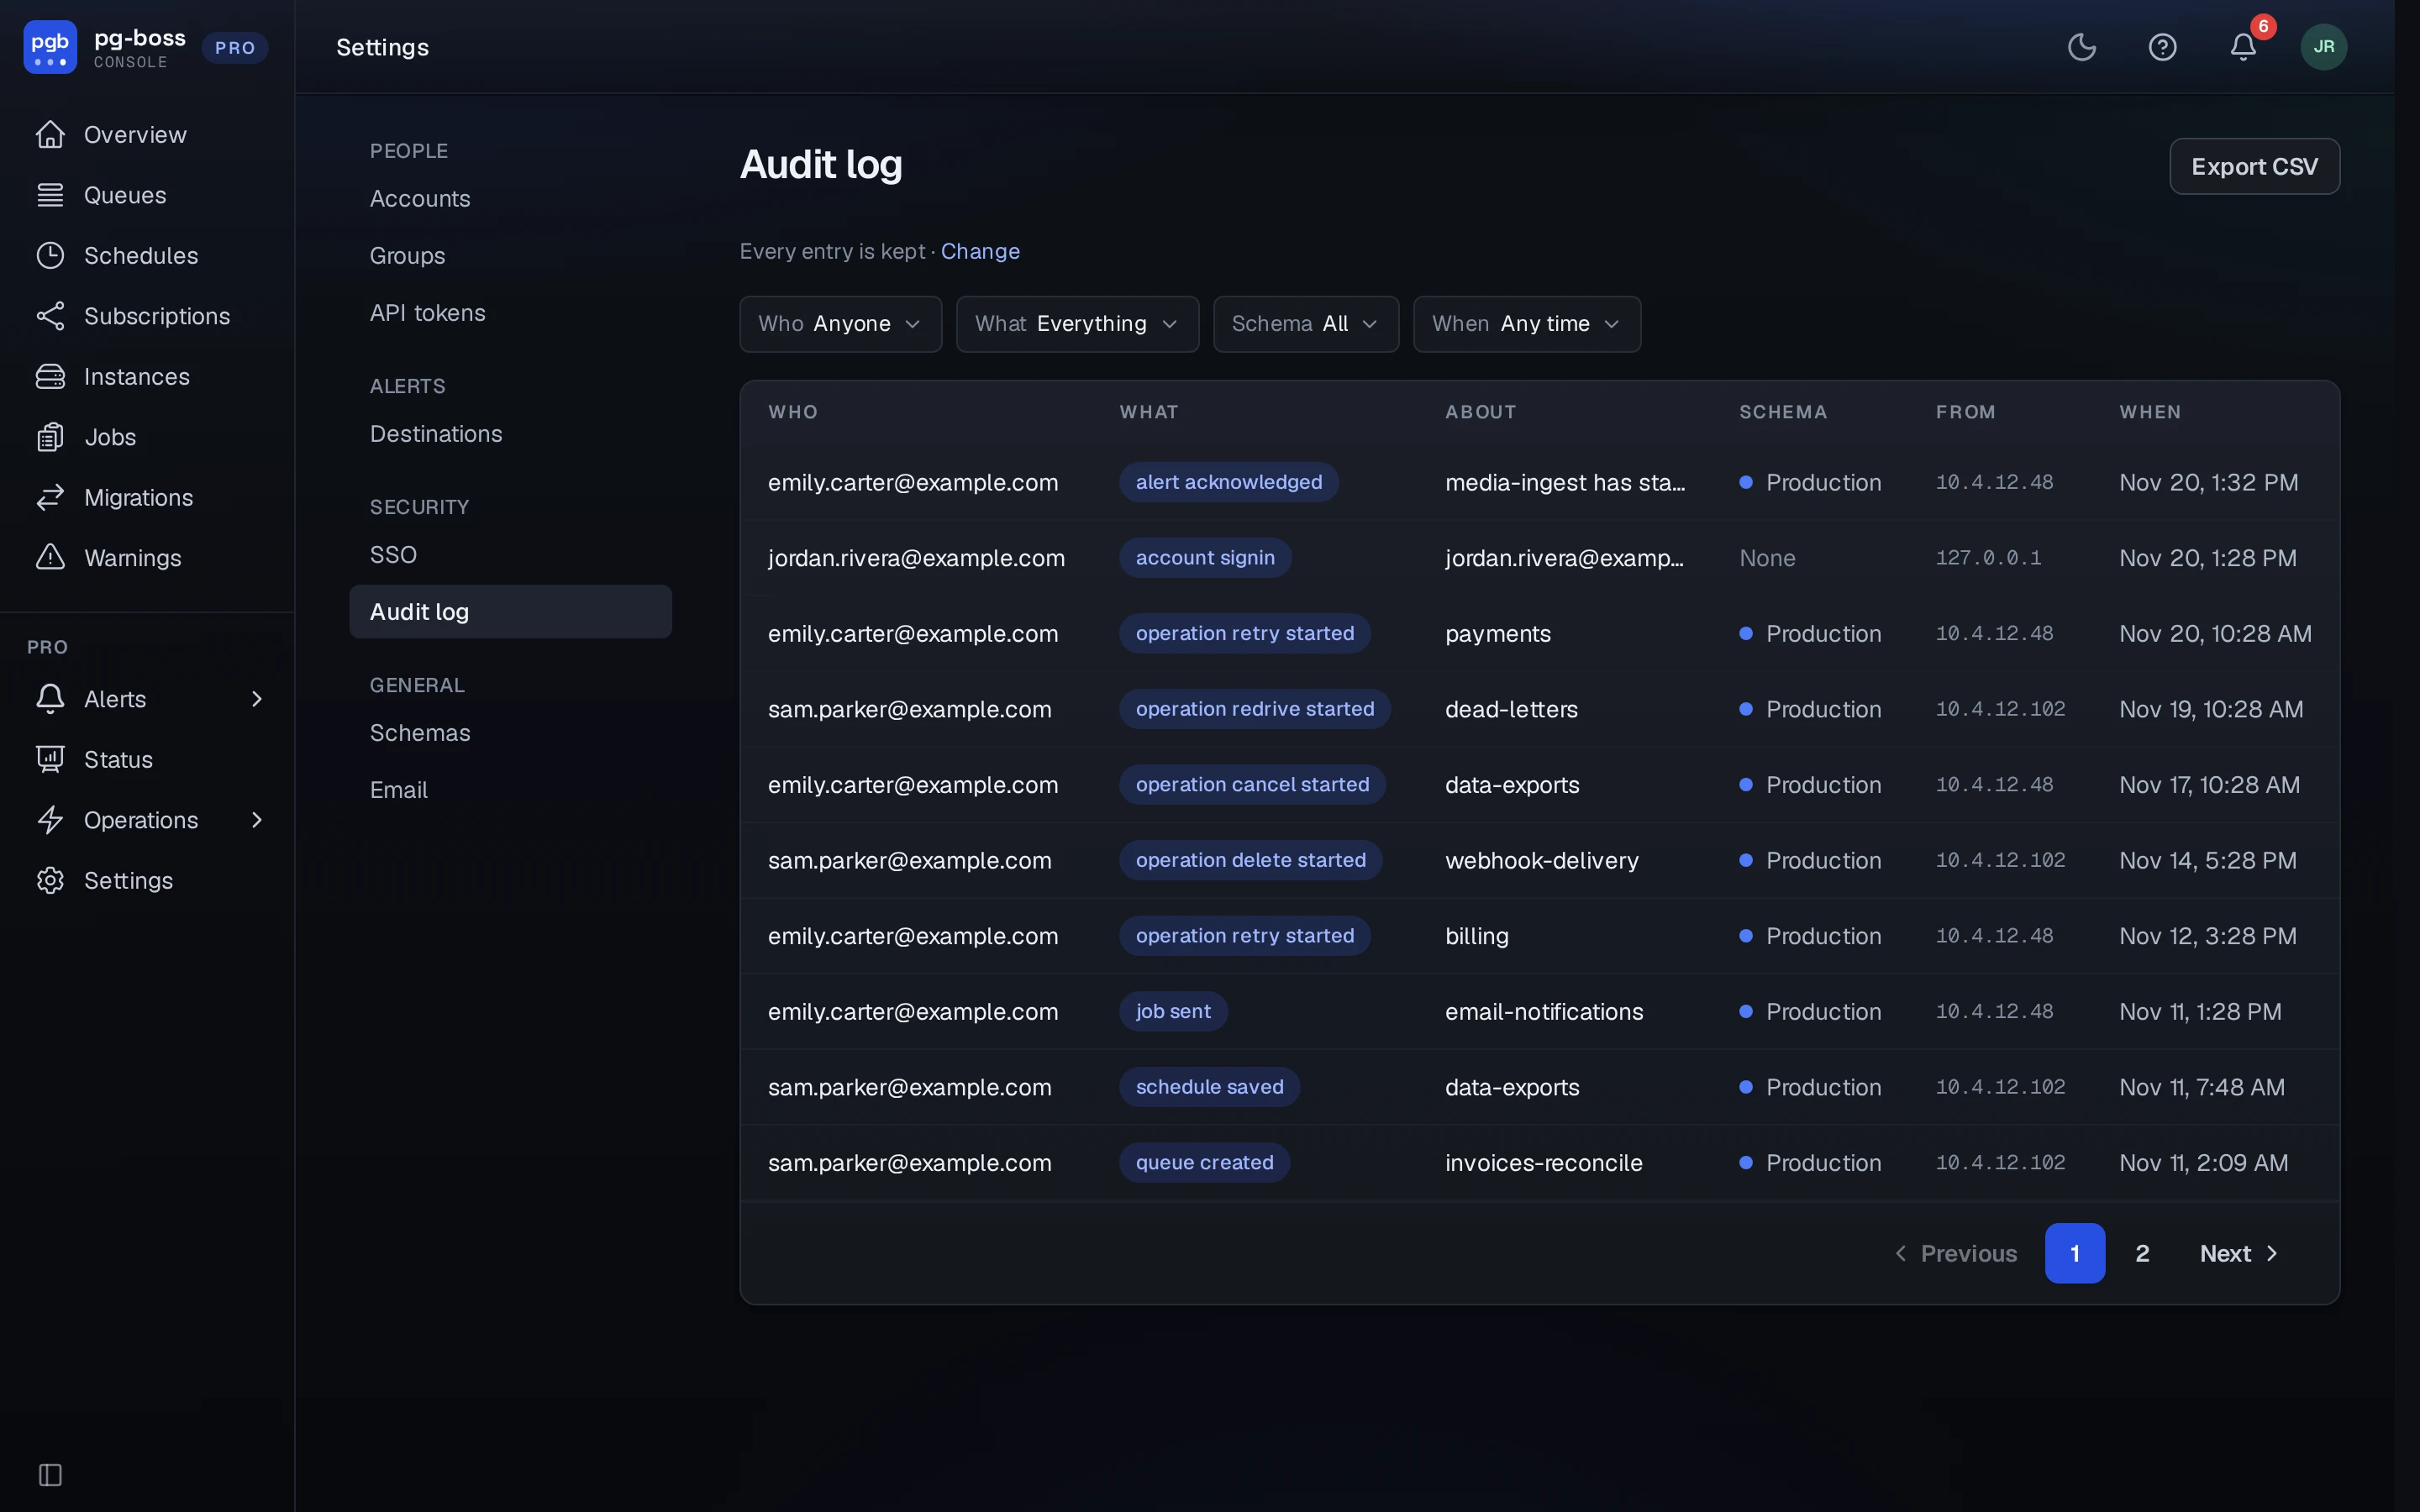 pgb
pg-boss
CONSOLE
PRO
Settings
6
JR
Overview
Queues
Schedules
Subscriptions
Instances
Jobs
Migrations
Warnings
PRO
Alerts
Status
Operations
Settings
PEOPLE
Accounts
Groups
API tokens
ALERTS
Destinations
SECURITY
SSO
Audit log
GENERAL
Schemas
Email
Audit log
Export CSV
Every entry is kept · Change
Who Anyone
What Everything
Schema All
When Any time
WHO WHAT ABOUT SCHEMA FROM WHEN
emily.carter@example.com alert acknowledged media-ingest has sta... Production 10.4.12.48 Nov 20, 1:32 PM
jordan.rivera@example.com account signin jordan.rivera@examp... None 127.0.0.1 Nov 20, 1:28 PM
emily.carter@example.com operation retry started payments Production 10.4.12.48 Nov 20, 10:28 AM
sam.parker@example.com operation redrive started dead-letters Production 10.4.12.102 Nov 19, 10:28 AM
emily.carter@example.com operation cancel started data-exports Production 10.4.12.48 Nov 17, 10:28 AM
sam.parker@example.com operation delete started webhook-delivery Production 10.4.12.102 Nov 14, 5:28 PM
emily.carter@example.com operation retry started billing Production 10.4.12.48 Nov 12, 3:28 PM
emily.carter@example.com job sent email-notifications Production 10.4.12.48 Nov 11, 1:28 PM
sam.parker@example.com schedule saved data-exports Production 10.4.12.102 Nov 11, 7:48 AM
sam.parker@example.com queue created invoices-reconcile Production 10.4.12.102 Nov 11, 2:09 AM
Previous 1 2 Next